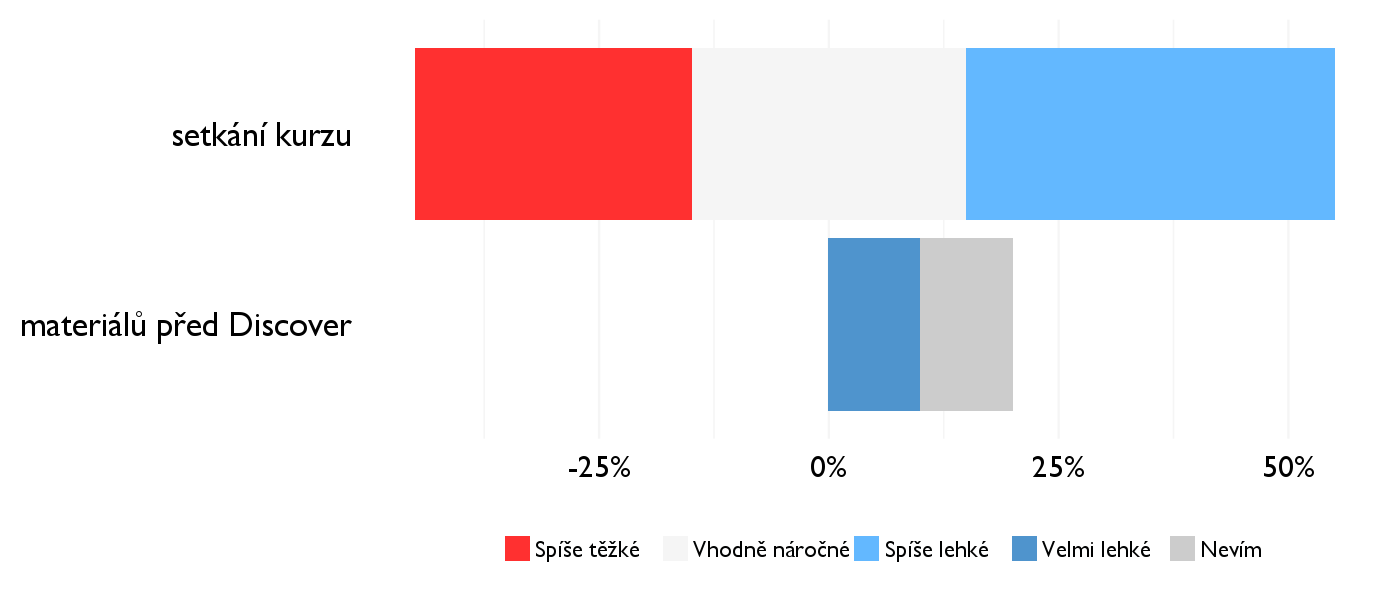 setkání kurzu
materiálů před Discover
-25% 0% 25% 50%
Spíše těžké Vhodně náročné Spíše lehké Velmi lehké Nevím